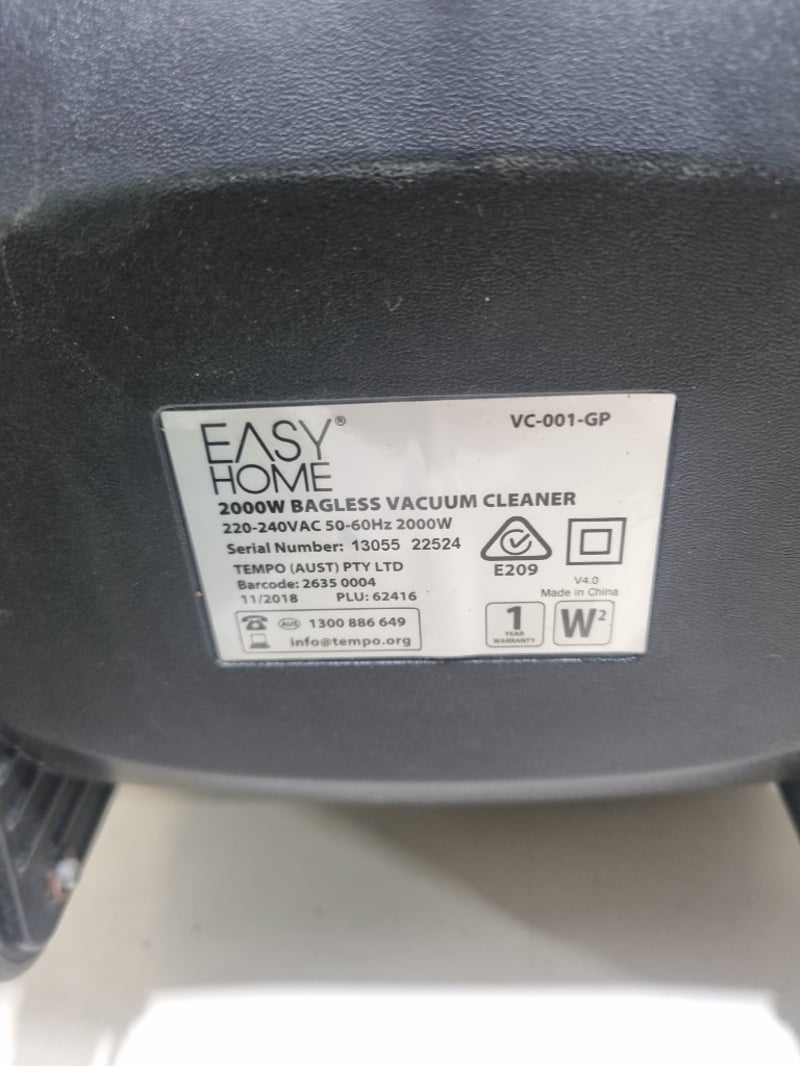 EASY HOME®
VC-001-GP
2000W BAGLESS VACUUM CLEANER
220-240VAC 50-60Hz 2000W
Serial Number: 13055 22524
TEMPO (AUST) PTY LTD
Barcode: 2635 0004
11/2018 PLU: 62416
AUS 1300 886 649
info@tempo.org
E209
V4.0
Made in China
1
YEAR
WARRANTY
W²